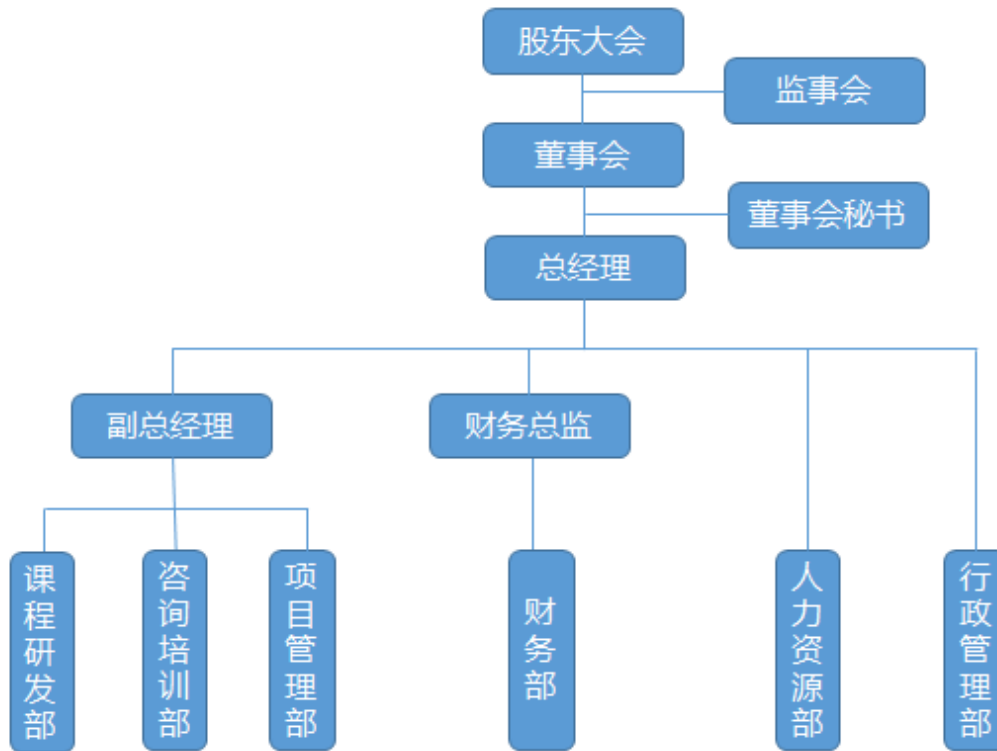 股东大会
监事会
董事会
董事会秘书
总经理
副总经理
财务总监
课程研发部
咨询培训部
项目管理部
财务部
人力资源部
行政管理部